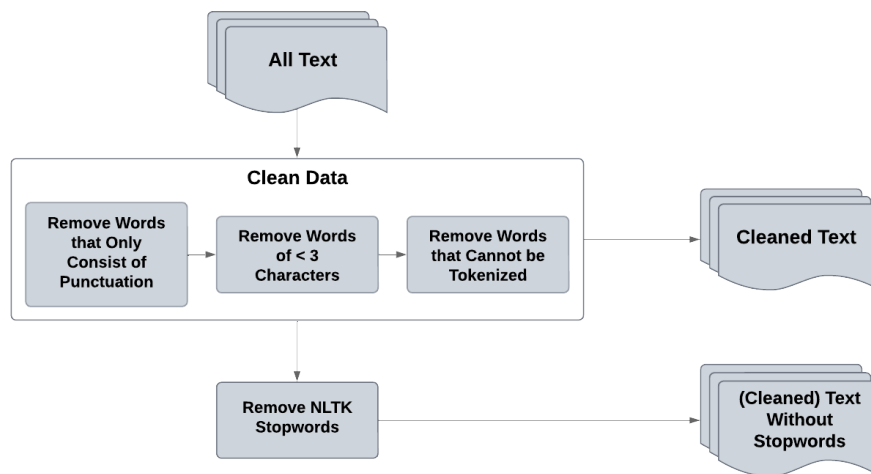 All Text
Clean Data
Remove Words
that Only
Consist of
Punctuation
Remove Words
of < 3
Characters
Remove Words
that Cannot be
Tokenized
Cleaned Text
Remove NLTK
Stopwords
(Cleaned) Text
Without
Stopwords